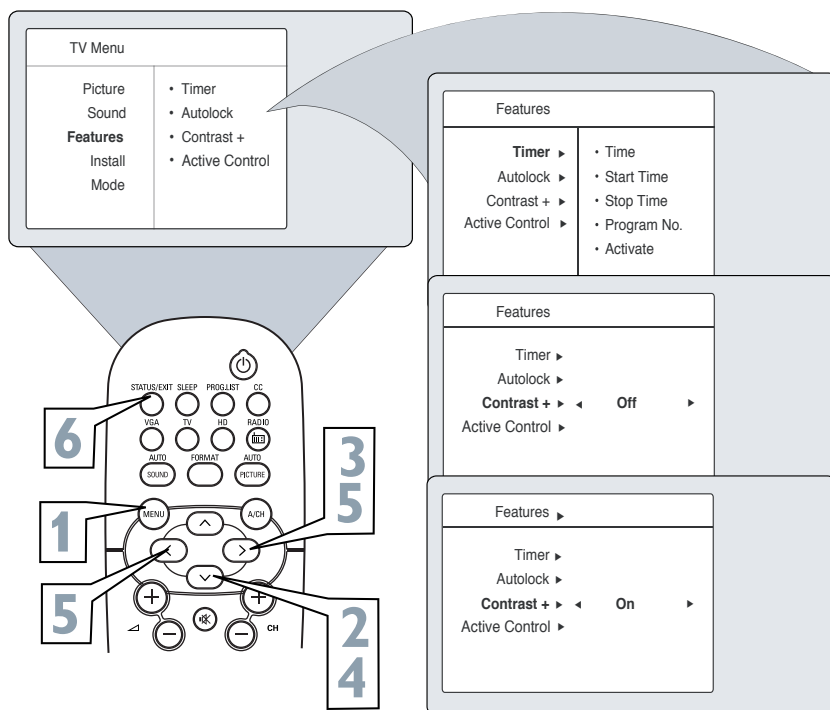 TV Menu
Picture
Sound
Features
Install
Mode
• Timer
• Autolock
• Contrast +
• Active Control
Features
Timer ▶
Autolock ▶
Contrast + ▶
Active Control ▶
• Time
• Start Time
• Stop Time
• Program No.
• Activate
Features
Timer ▶
Autolock ▶
Contrast + ▶ ◀ Off ▶
Active Control ▶
Features ▶
Timer ▶
Autolock ▶
Contrast + ▶ ◀ On ▶
Active Control ▶
STATUS/EXIT SLEEP PROG.LIST CC
VGA TV HD RADIO
AUTO FORMAT AUTO
SOUND PICTURE
MENU A/CH
CH
6
1
5
3
5
2
4